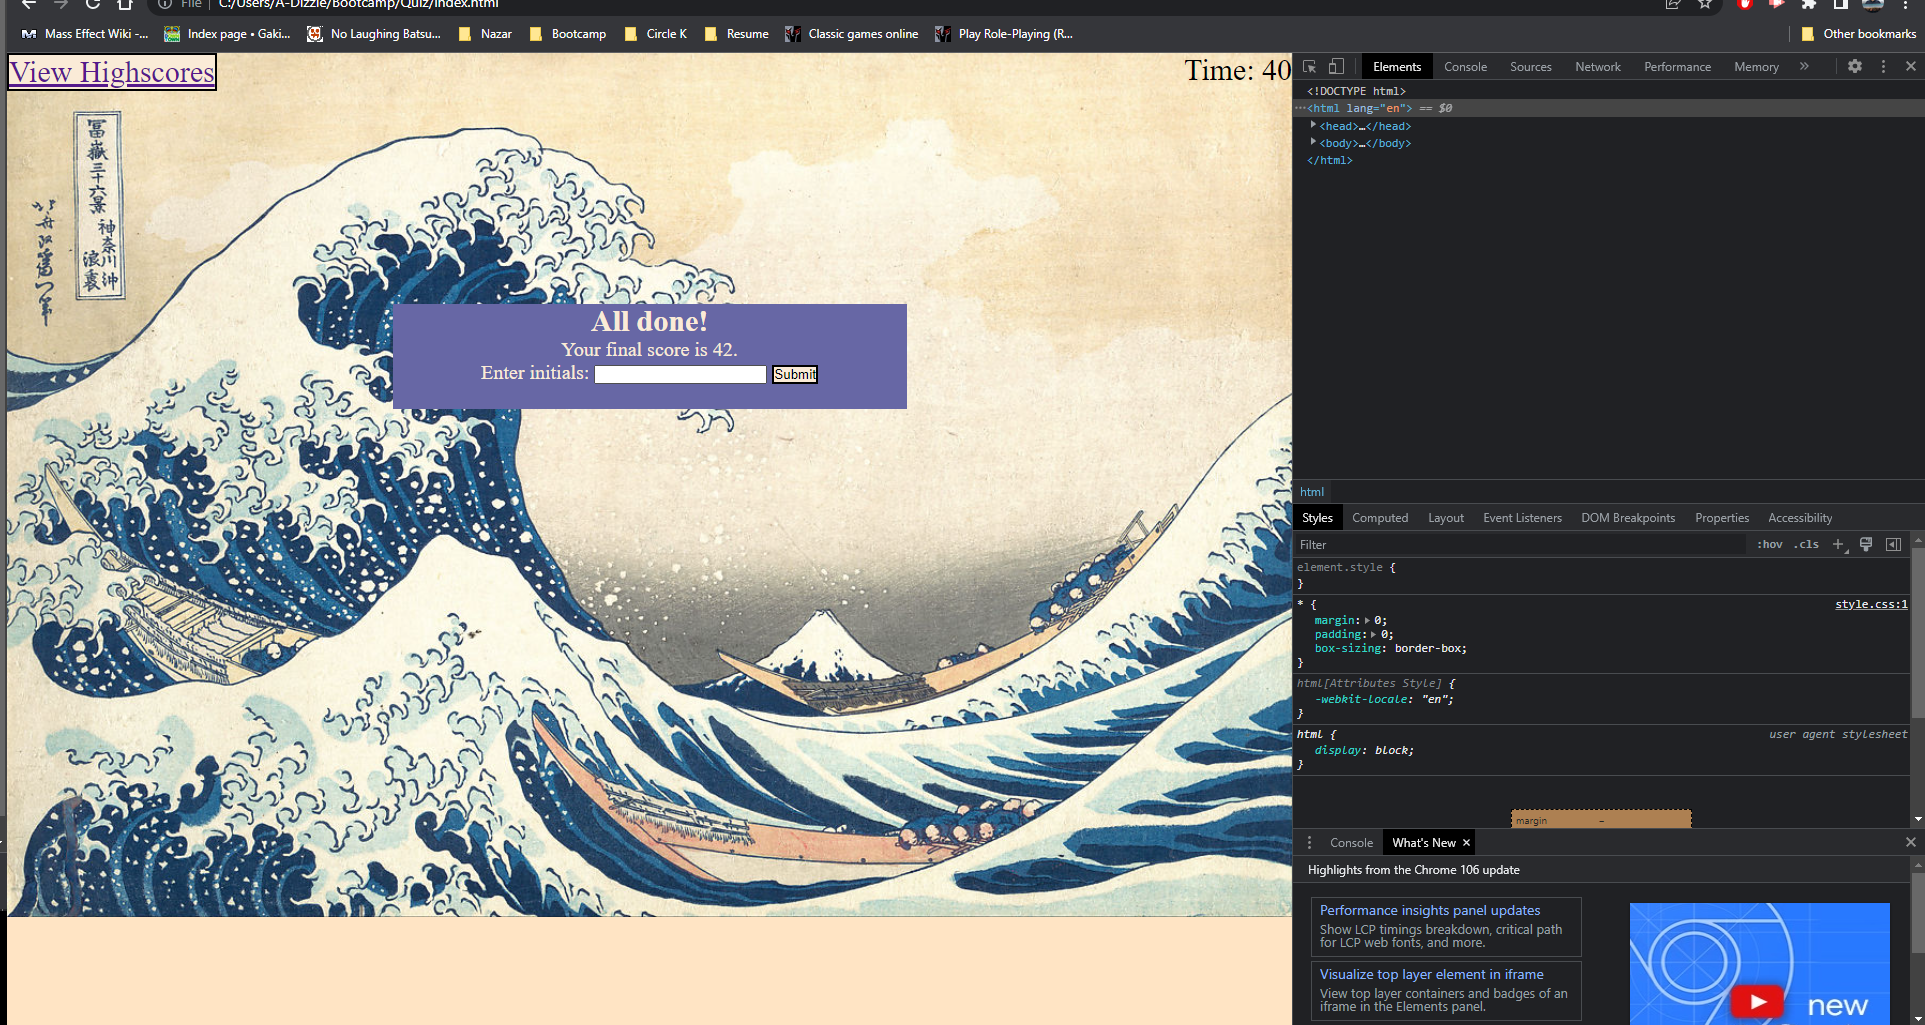 File | C:/Users/A-Dizzle/Bootcamp/Quiz/index.html
Mass Effect Wiki -... Index page • Gaki... No Laughing Batsu... Nazar Bootcamp Circle K Resume Classic games online Play Role-Playing (R... Other bookmarks
View Highscores
Time: 40
冨嶽三十六景 神奈川沖浪裏
All done!
Your final score is 42.
Enter initials: Submit
Elements Console Sources Network Performance Memory »
<!DOCTYPE html>
···<html lang="en"> == $0
<head>…</head>
<body>…</body>
</html>
html
Styles Computed Layout Event Listeners DOM Breakpoints Properties Accessibility
Filter :hov .cls +
element.style {
}
* { style.css:1
margin: 0;
padding: 0;
box-sizing: border-box;
}
html[Attributes Style] {
-webkit-locale: "en";
}
html { user agent stylesheet
display: block;
}
margin –
Console What's New ×
Highlights from the Chrome 106 update
Performance insights panel updates
Show LCP timings breakdown, critical path
for LCP web fonts, and more.
Visualize top layer element in iframe
View top layer containers and badges of an
iframe in the Elements panel.
new